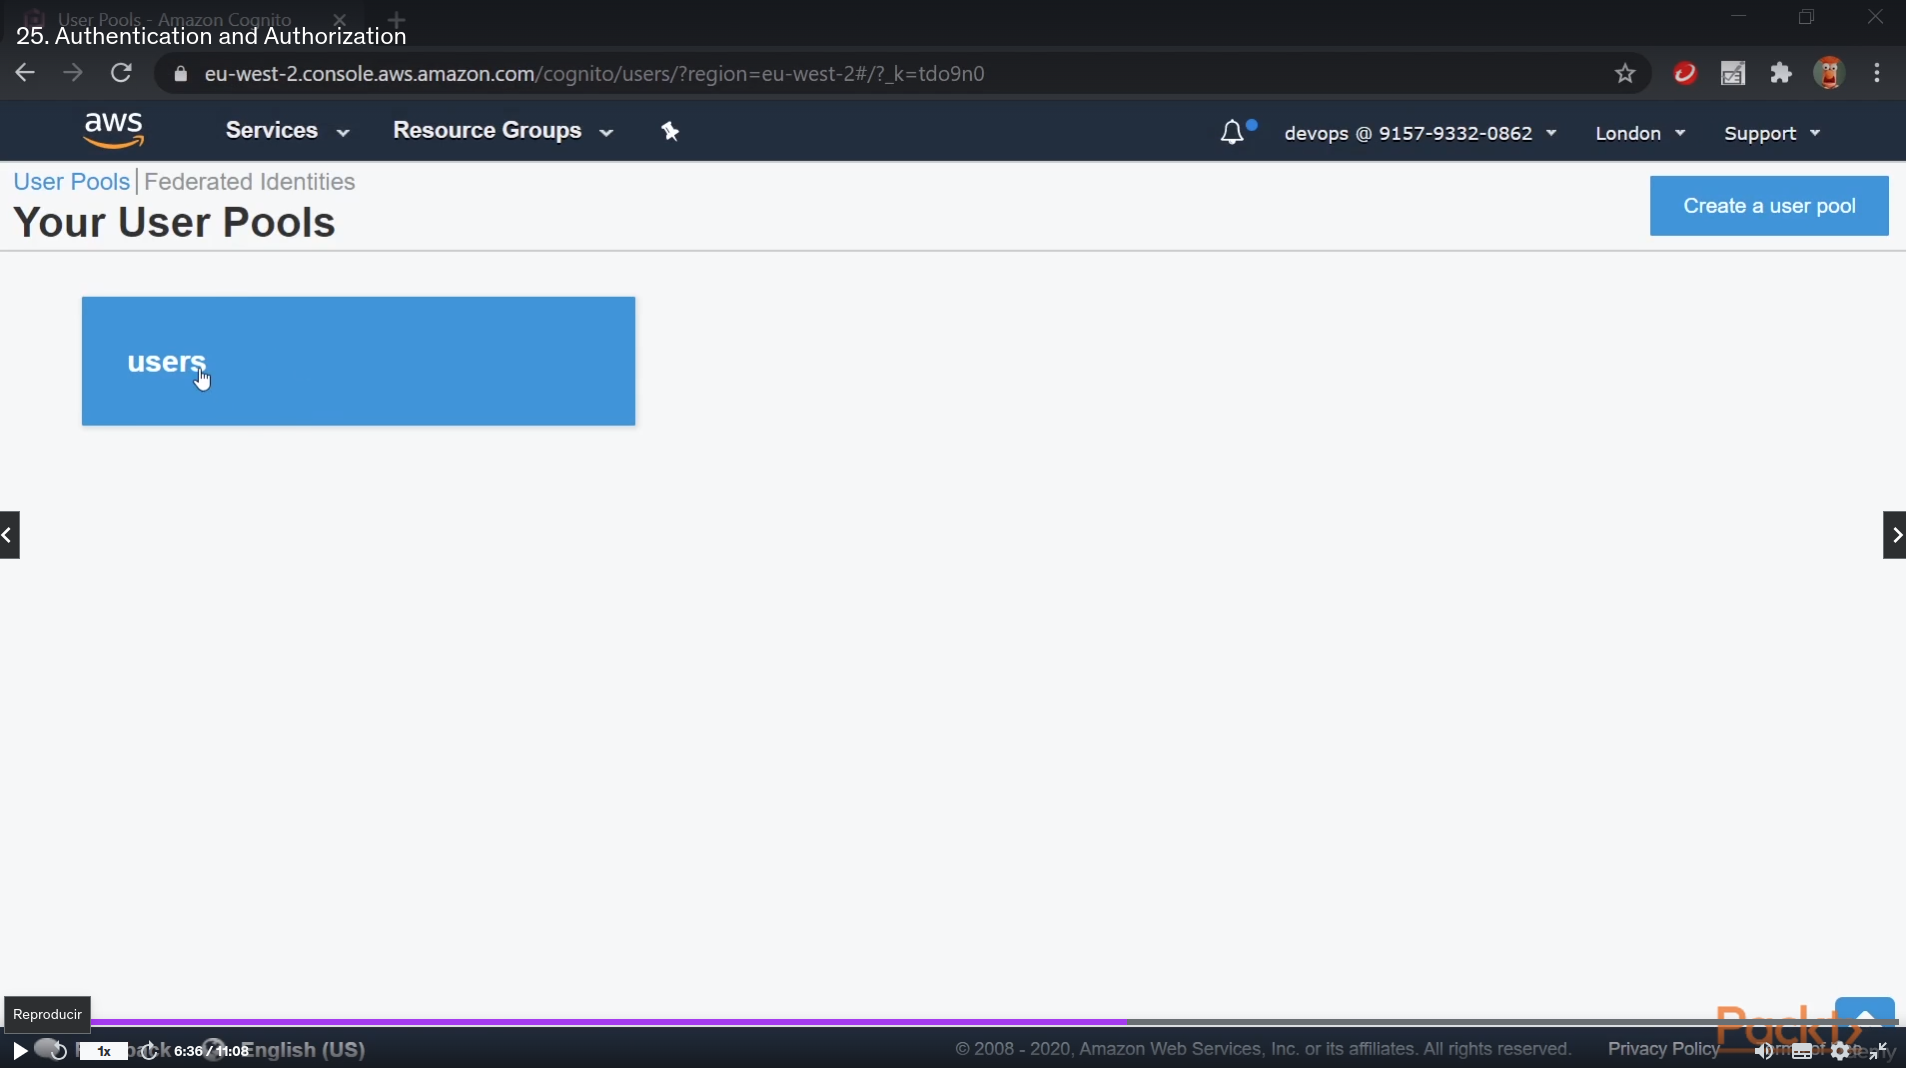 User Pools - Amazon Cognito
25. Authentication and Authorization
eu-west-2.console.aws.amazon.com/cognito/users/?region=eu-west-2#/?_k=tdo9n0
aws
Services
Resource Groups
devops @ 9157-9332-0862
London
Support
User Pools
Federated Identities
Your User Pools
Create a user pool
users
Reproducir
Packt
1x
6:36 / 11:08
English (US)
© 2008 - 2020, Amazon Web Services, Inc. or its affiliates. All rights reserved.
Privacy Policy